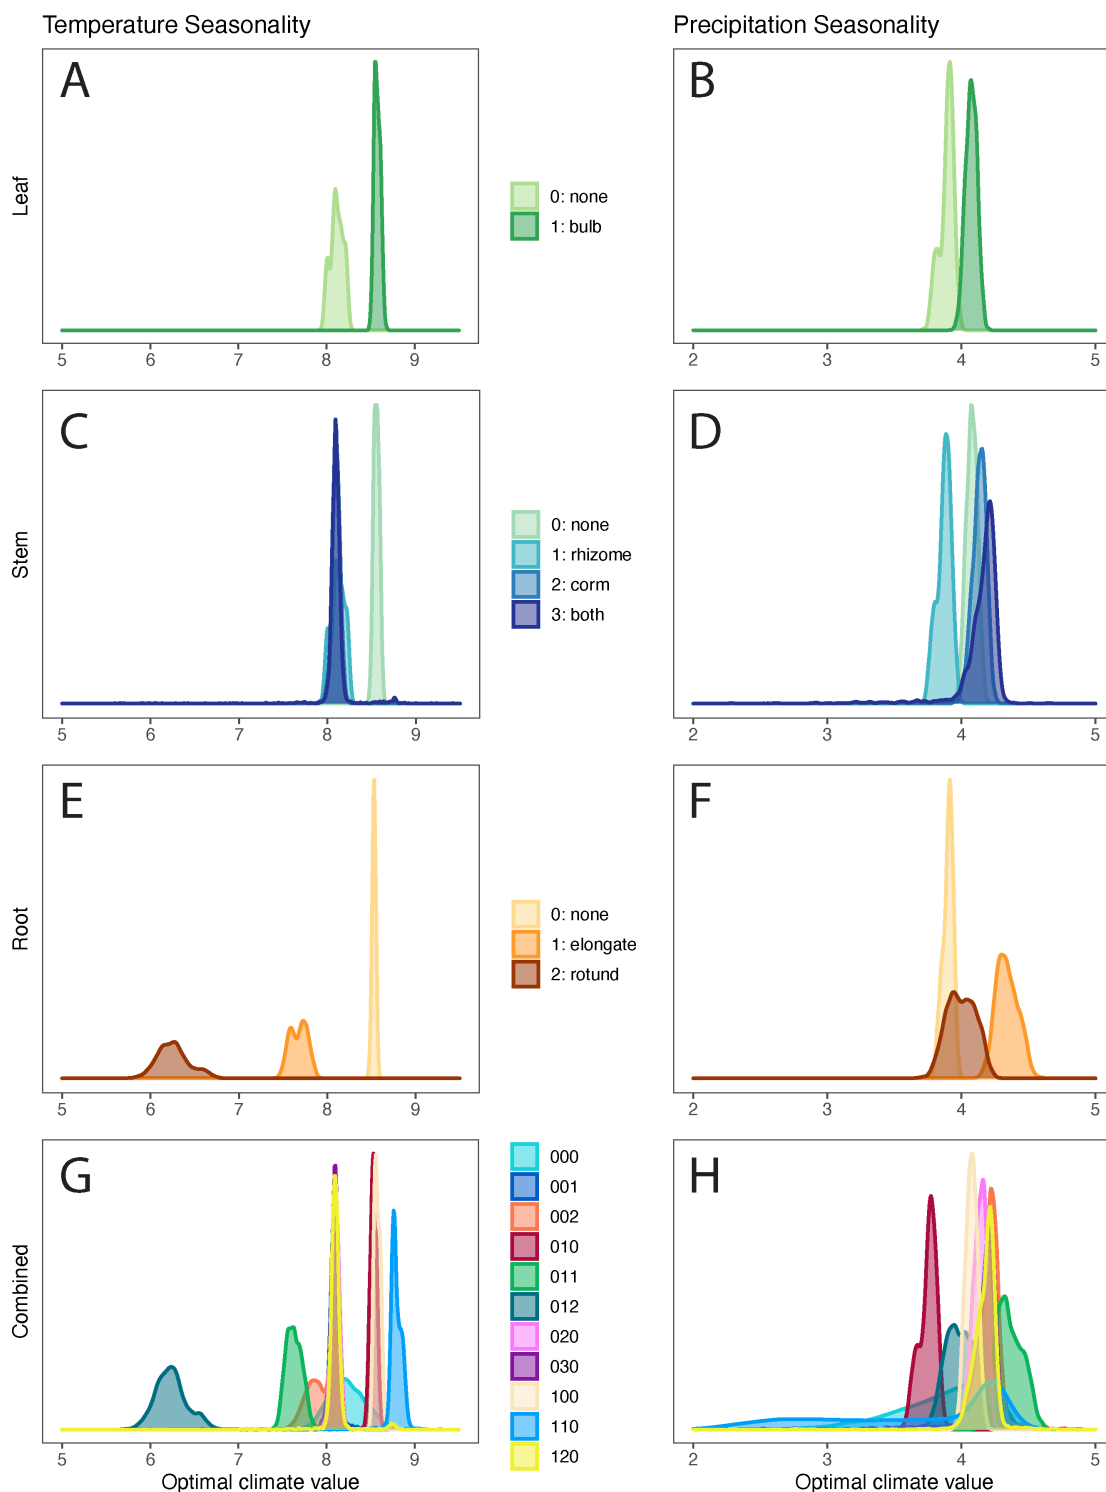 Temperature Seasonality
Precipitation Seasonality
A
B
Leaf
0: none
1: bulb
5 6 7 8 9
2 3 4 5
C
D
Stem
0: none
1: rhizome
2: corm
3: both
5 6 7 8 9
2 3 4 5
E
F
Root
0: none
1: elongate
2: rotund
5 6 7 8 9
2 3 4 5
G
H
Combined
000
001
002
010
011
012
020
030
100
110
120
5 6 7 8 9
2 3 4 5
Optimal climate value
Optimal climate value